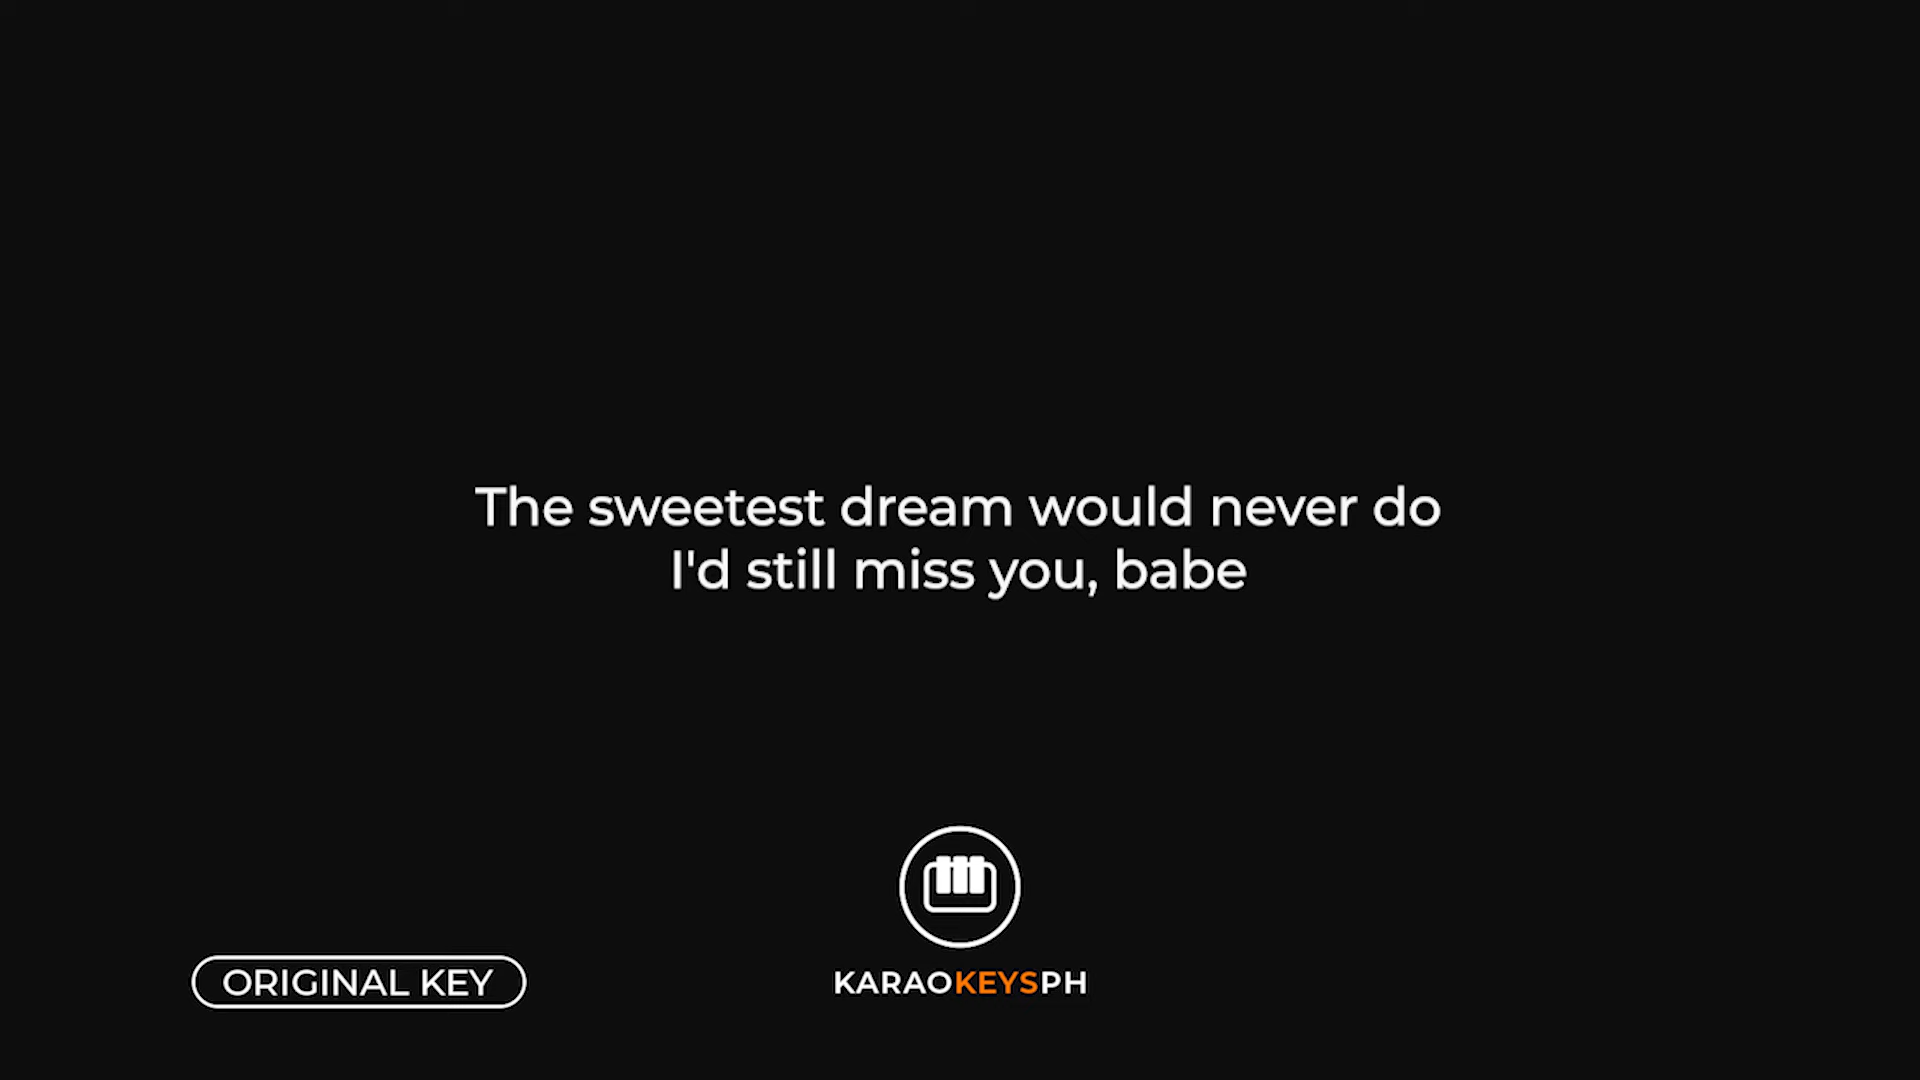 The sweetest dream would never do
I'd still miss you, babe
ORIGINAL KEY
KARAOKEYSPH